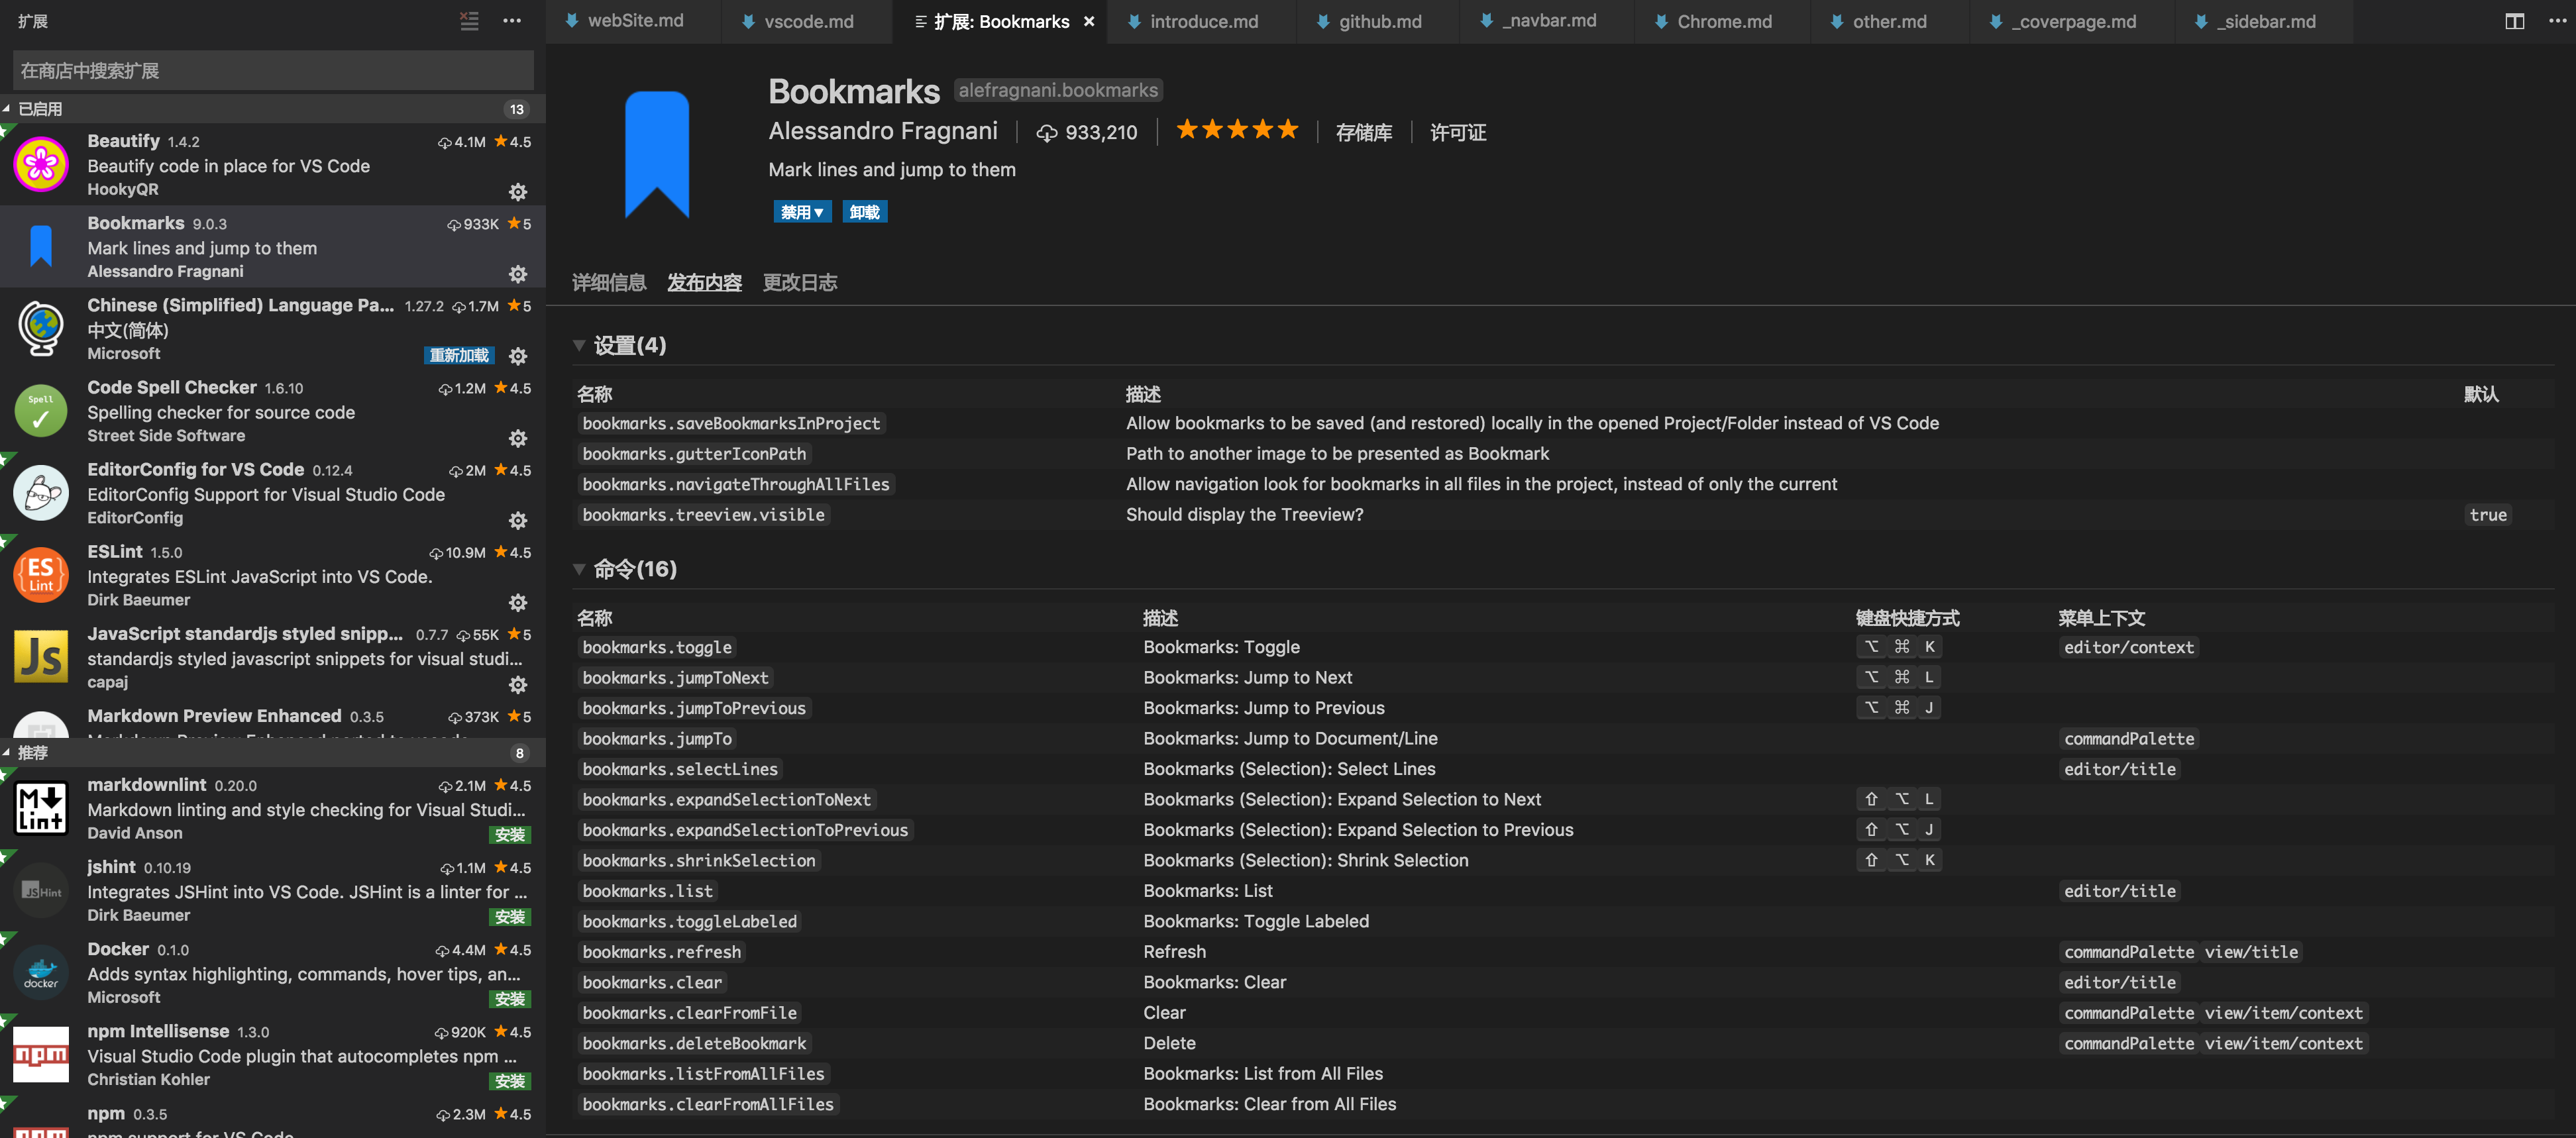 扩展
webSite.md
vscode.md
扩展: Bookmarks
introduce.md
github.md
_navbar.md
Chrome.md
other.md
_coverpage.md
_sidebar.md
在商店中搜索扩展
已启用 13
Beautify 1.4.2 4.1M ★4.5
Beautify code in place for VS Code
HookyQR
Bookmarks 9.0.3 933K ★5
Mark lines and jump to them
Alessandro Fragnani
Chinese (Simplified) Language Pa... 1.27.2 1.7M ★5
中文(简体)
Microsoft 重新加载
Spell
Code Spell Checker 1.6.10 1.2M ★4.5
Spelling checker for source code
Street Side Software
EditorConfig for VS Code 0.12.4 2M ★4.5
EditorConfig Support for Visual Studio Code
EditorConfig
ES
Lint
ESLint 1.5.0 10.9M ★4.5
Integrates ESLint JavaScript into VS Code.
Dirk Baeumer
Js
JavaScript standardjs styled snipp... 0.7.7 55K ★5
standardjs styled javascript snippets for visual studi...
capaj
Markdown Preview Enhanced 0.3.5 373K ★5
推荐 8
M
Lint
markdownlint 0.20.0 2.1M ★4.5
Markdown linting and style checking for Visual Studi...
David Anson 安装
JSHint
jshint 0.10.19 1.1M ★4.5
Integrates JSHint into VS Code. JSHint is a linter for ...
Dirk Baeumer 安装
docker
Docker 0.1.0 4.4M ★4.5
Adds syntax highlighting, commands, hover tips, an...
Microsoft 安装
npm
npm Intellisense 1.3.0 920K ★4.5
Visual Studio Code plugin that autocompletes npm ...
Christian Kohler 安装
npm 0.3.5 2.3M ★4.5
npm support for VS Code
Bookmarks alefragnani.bookmarks
Alessandro Fragnani | 933,210 | ★★★★★ | 存储库 | 许可证
Mark lines and jump to them
禁用▼ 卸载
详细信息 发布内容 更改日志
设置(4)
名称 描述 默认
bookmarks.saveBookmarksInProject Allow bookmarks to be saved (and restored) locally in the opened Project/Folder instead of VS Code
bookmarks.gutterIconPath Path to another image to be presented as Bookmark
bookmarks.navigateThroughAllFiles Allow navigation look for bookmarks in all files in the project, instead of only the current
bookmarks.treeview.visible Should display the Treeview? true
命令(16)
名称 描述 键盘快捷方式 菜单上下文
bookmarks.toggle Bookmarks: Toggle ⌥ ⌘ K editor/context
bookmarks.jumpToNext Bookmarks: Jump to Next ⌥ ⌘ L
bookmarks.jumpToPrevious Bookmarks: Jump to Previous ⌥ ⌘ J
bookmarks.jumpTo Bookmarks: Jump to Document/Line commandPalette
bookmarks.selectLines Bookmarks (Selection): Select Lines editor/title
bookmarks.expandSelectionToNext Bookmarks (Selection): Expand Selection to Next ⇧ ⌥ L
bookmarks.expandSelectionToPrevious Bookmarks (Selection): Expand Selection to Previous ⇧ ⌥ J
bookmarks.shrinkSelection Bookmarks (Selection): Shrink Selection ⇧ ⌥ K
bookmarks.list Bookmarks: List editor/title
bookmarks.toggleLabeled Bookmarks: Toggle Labeled
bookmarks.refresh Refresh commandPalette view/title
bookmarks.clear Bookmarks: Clear editor/title
bookmarks.clearFromFile Clear commandPalette view/item/context
bookmarks.deleteBookmark Delete commandPalette view/item/context
bookmarks.listFromAllFiles Bookmarks: List from All Files
bookmarks.clearFromAllFiles Bookmarks: Clear from All Files